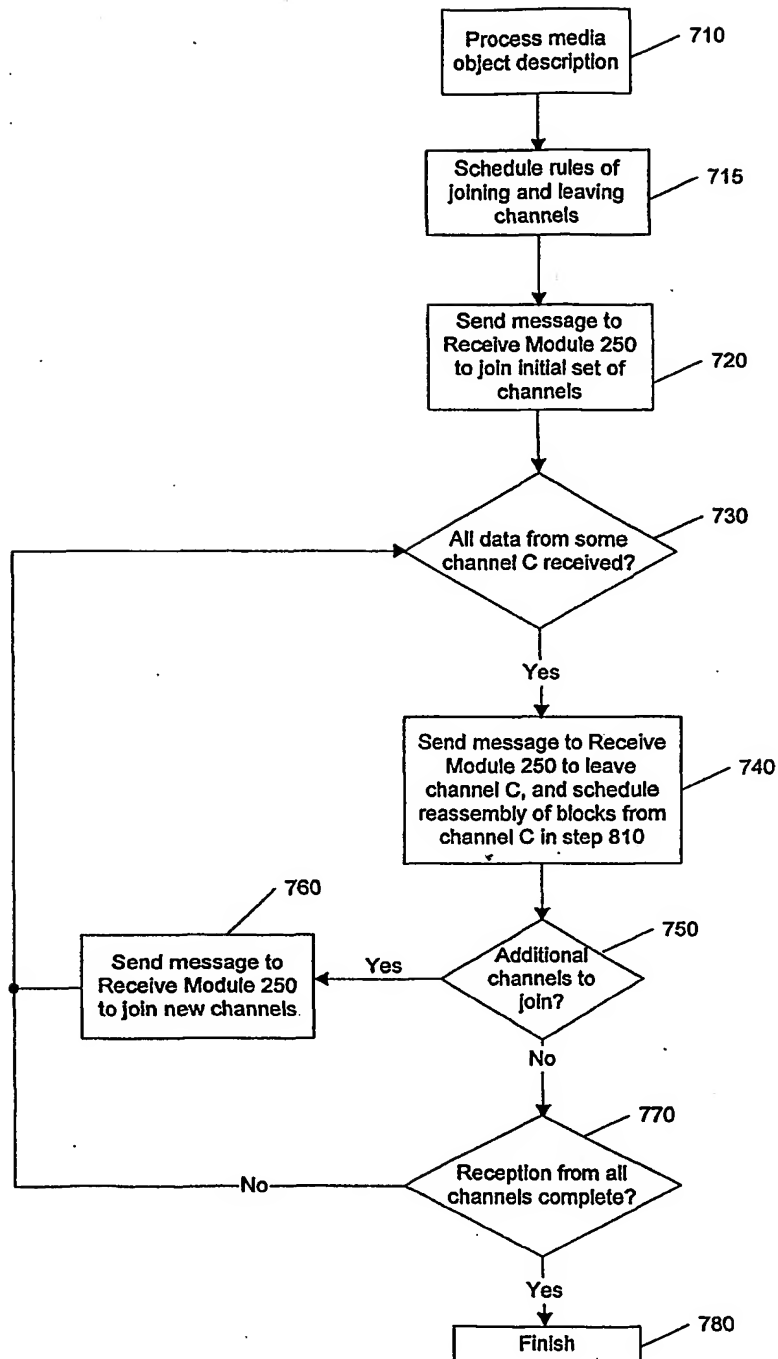 Process media
object description
710
Schedule rules of
joining and leaving
channels
715
Send message to
Receive Module 250
to join initial set of
channels
720
All data from some
channel C received?
730
Yes
Send message to Receive
Module 250 to leave
channel C, and schedule
reassembly of blocks from
channel C in step 810
740
Additional
channels to
join?
750
Yes
Send message to
Receive Module 250
to join new channels.
760
No
Reception from all
channels complete?
770
No
Yes
Finish
780